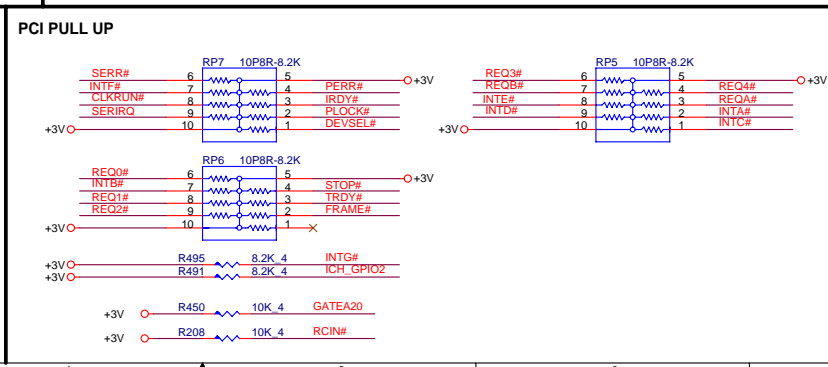 PCI PULL UP
RP7 10P8R-8.2K
SERR# 6 5 +3V
INTF# 7 4 PERR#
CLKRUN# 8 3 IRDY#
SERIRQ 9 2 PLOCK#
+3V 10 1 DEVSEL#
RP5 10P8R-8.2K
REQ3# 6 5 +3V
REQB# 7 4 REQ4#
INTE# 8 3 REQA#
INTD# 9 2 INTA#
+3V 10 1 INTC#
RP6 10P8R-8.2K
REQ0# 6 5 +3V
INTB# 7 4 STOP#
REQ1# 8 3 TRDY#
REQ2# 9 2 FRAME#
+3V 10 1
+3V R495 8.2K_4 INTG#
+3V R491 8.2K_4 ICH_GPIO2
+3V R450 10K_4 GATEA20
+3V R208 10K_4 RCIN#